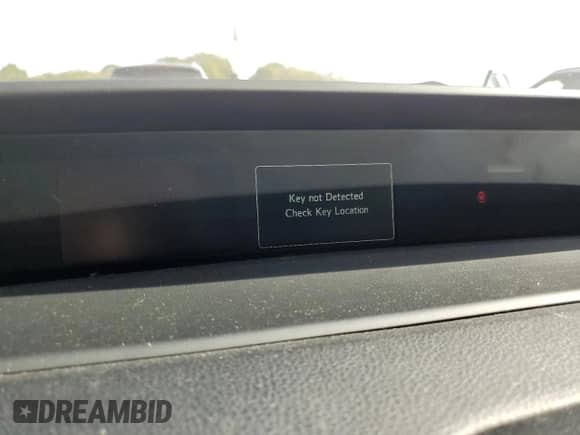 Key not Detected
Check Key Location
DREAMBID